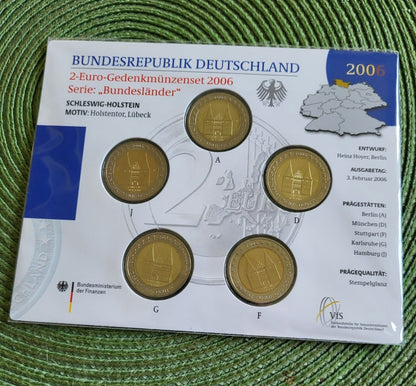 BUNDESREPUBLIK DEUTSCHLAND
2-Euro-Gedenkmünzenset 2006
Serie: „Bundesländer“
SCHLESWIG-HOLSTEIN
MOTIV: Holstentor, Lübeck
2006
ENTWURF:
Heinz Hoyer, Berlin
AUSGABETAG:
3. Februar 2006
PRÄGESTÄTTEN:
Berlin (A)
München (D)
Stuttgart (F)
Karlsruhe (G)
Hamburg (J)
PRÄGEQUALITÄT:
Stempelglanz
A
J
D
G
F
Bundesministerium
der Finanzen
VfS